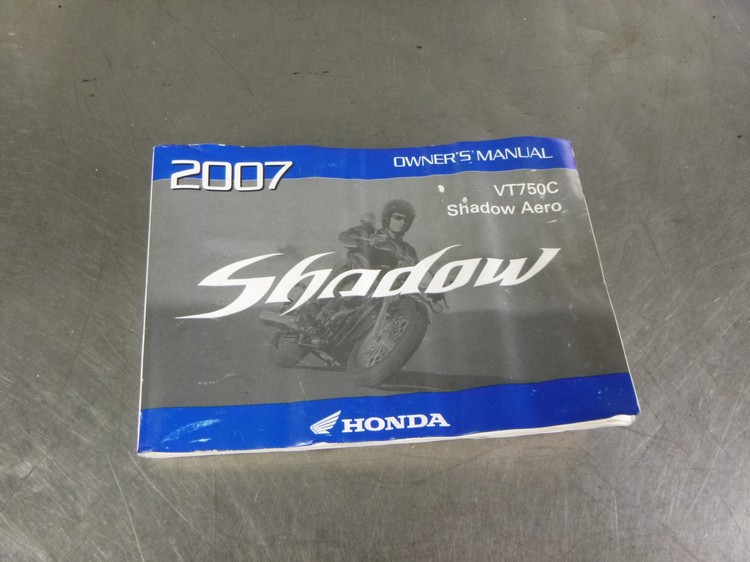 2007
OWNER'S MANUAL
VT750C
Shadow Aero
Shadow
HONDA